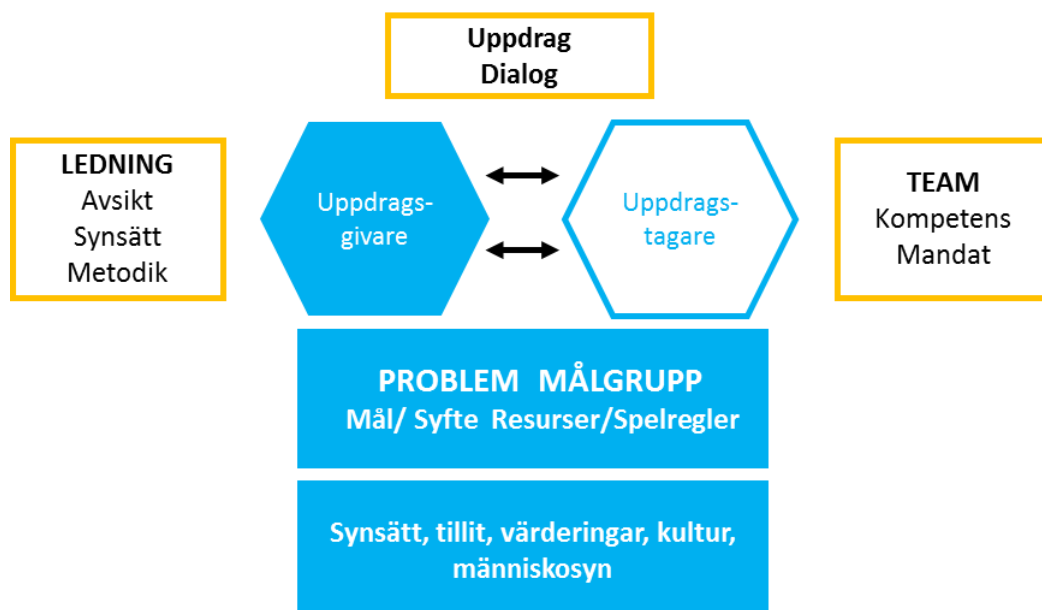 Uppdrag
Dialog
LEDNING
Avsikt
Synsätt
Metodik
Uppdrags-
givare
Uppdrags-
tagare
TEAM
Kompetens
Mandat
PROBLEM MÅLGRUPP
Mål/ Syfte Resurser/Spelregler
Synsätt, tillit, värderingar, kultur,
människosyn